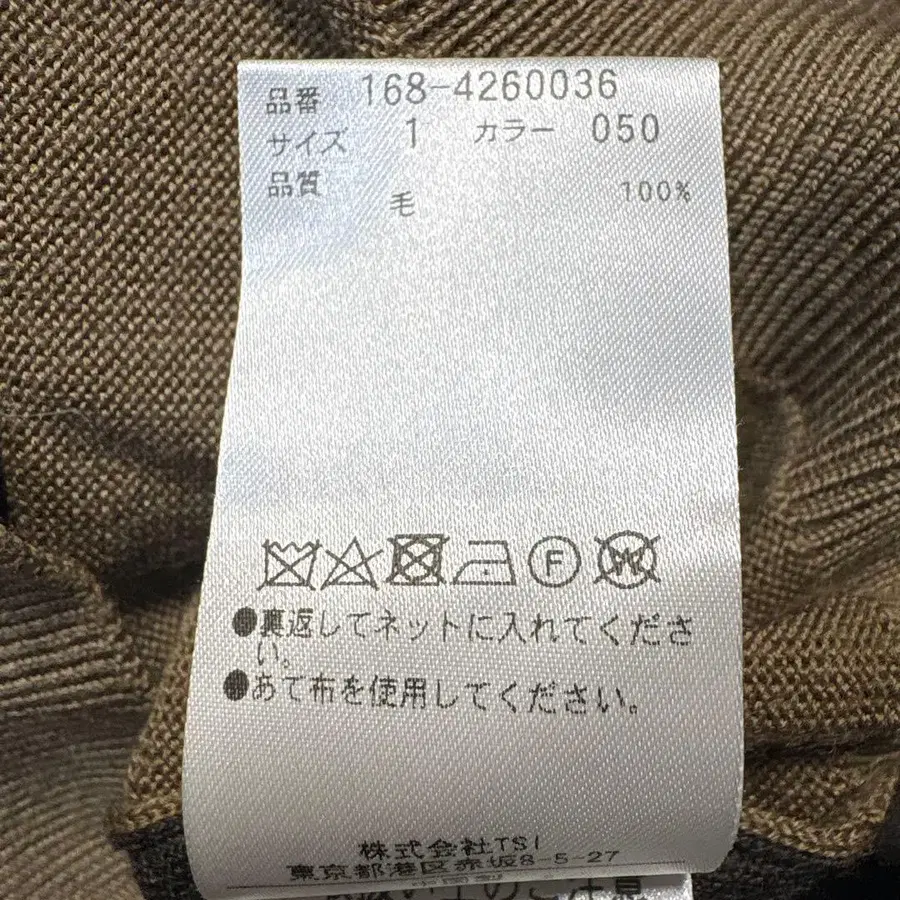 品番 168-4260036
サイズ 1 カラー 050
品質
毛 100%
F
W
●裏返してネットに入れてくださ
い。
●あて布を使用してください。
株式会社TSI
東京都港区赤坂8-5-27